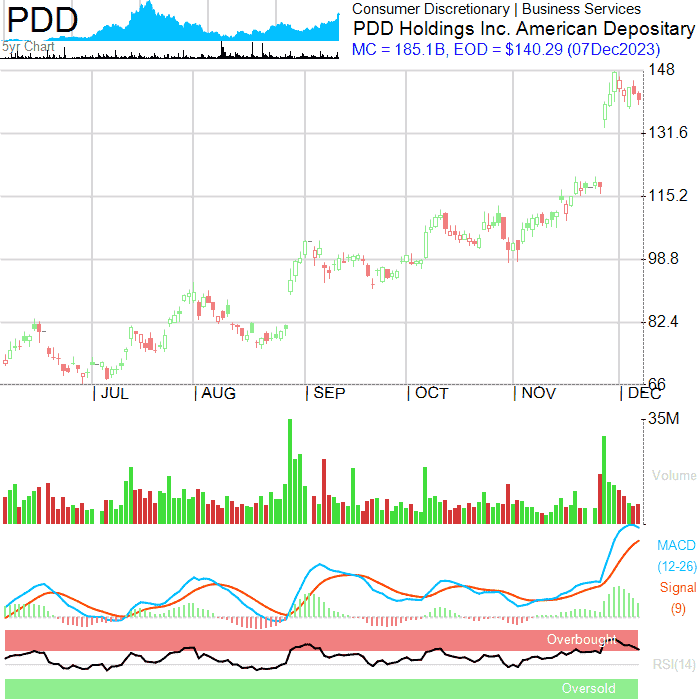 PDD
5yr Chart
Consumer Discretionary | Business Services
PDD Holdings Inc. American Depositary
MC = 185.1B, EOD = $140.29 (07Dec2023)
148
131.6
115.2
98.8
82.4
66
| JUL | AUG | SEP | OCT | NOV | DEC
35M
Volume
MACD
(12-26)
Signal
(9)
Overbought
RSI(14)
Oversold